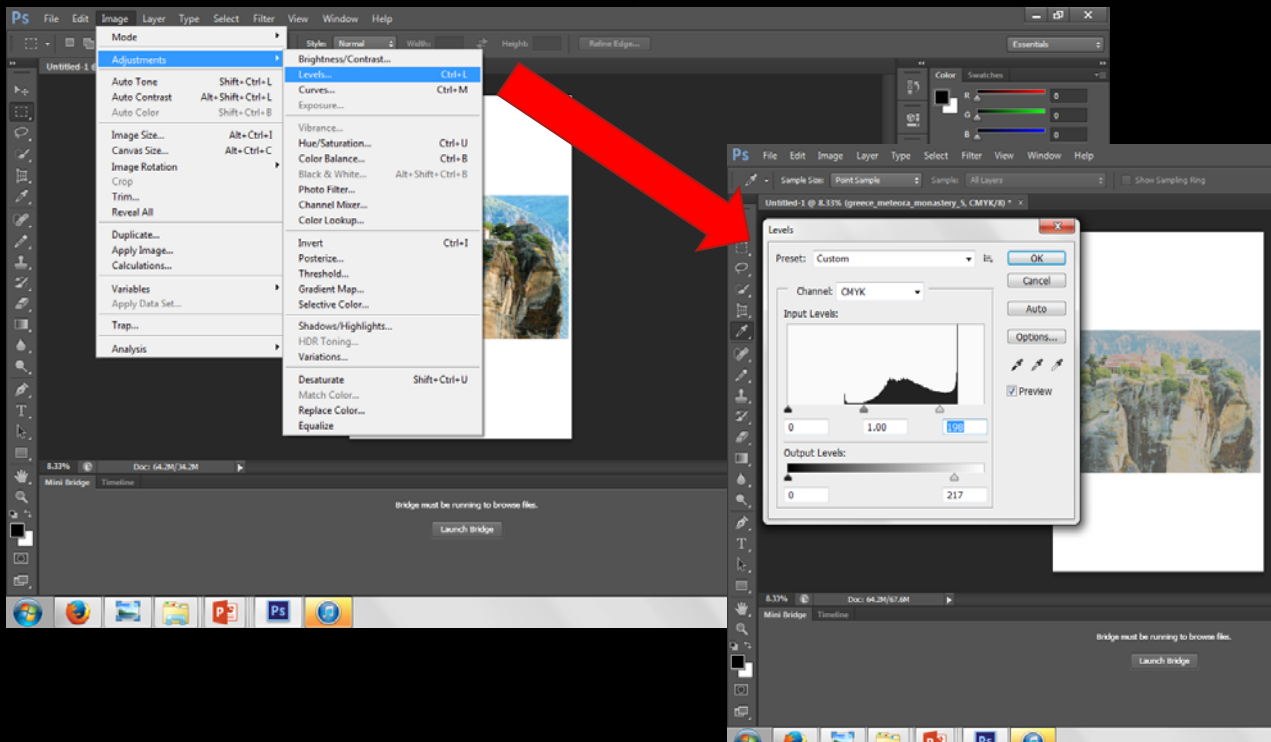 Ps File Edit Image Layer Type Select Filter View Window Help
Style: Normal Width: Height: Refine Edge... Essentials
Untitled-1
Mode
Adjustments
Auto Tone Shift+Ctrl+L
Auto Contrast Alt+Shift+Ctrl+L
Auto Color Shift+Ctrl+B
Image Size... Alt+Ctrl+I
Canvas Size... Alt+Ctrl+C
Image Rotation
Crop
Trim...
Reveal All
Duplicate...
Apply Image...
Calculations...
Variables
Apply Data Set...
Trap...
Analysis
Brightness/Contrast...
Levels... Ctrl+L
Curves... Ctrl+M
Exposure...
Vibrance...
Hue/Saturation... Ctrl+U
Color Balance... Ctrl+B
Black & White... Alt+Shift+Ctrl+B
Photo Filter...
Channel Mixer...
Color Lookup...
Invert Ctrl+I
Posterize...
Threshold...
Gradient Map...
Selective Color...
Shadows/Highlights...
HDR Toning...
Variations...
Desaturate Shift+Ctrl+U
Match Color...
Replace Color...
Equalize
Color Swatches
R 0
G 0
B 0
8.33% Doc: 64.2M/34.2M
Mini Bridge Timeline
Bridge must be running to browse files.
Launch Bridge
Ps
Ps File Edit Image Layer Type Select Filter View Window Help
Sample Size: Point Sample Sample: All Layers Show Sampling Ring
Untitled-1 @ 8.33% (greece_meteora_monastery_5, CMYK/8) * ×
Levels
Preset: Custom
Channel: CMYK
Input Levels:
0 1.00 198
Output Levels:
0 217
OK
Cancel
Auto
Options...
Preview
8.33% Doc: 64.2M/67.6M
Mini Bridge Timeline
Bridge must be running to browse files.
Launch Bridge
Ps